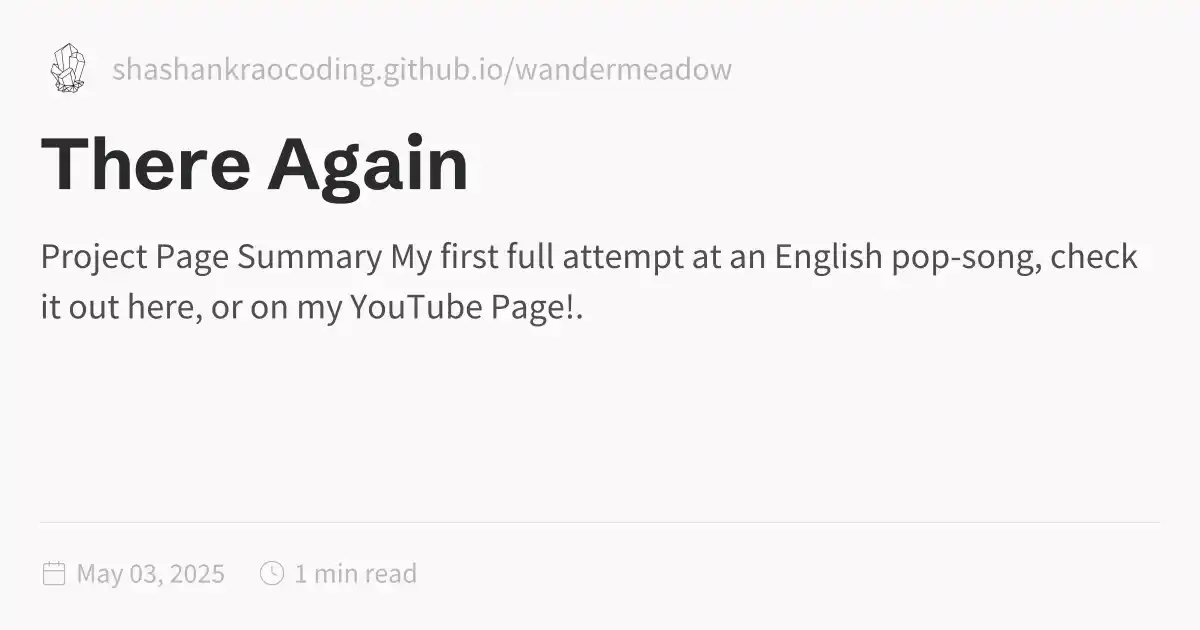 shashankraocoding.github.io/wandermeadow
There Again
Project Page Summary My first full attempt at an English pop-song, check
it out here, or on my YouTube Page!.
May 03, 2025 1 min read